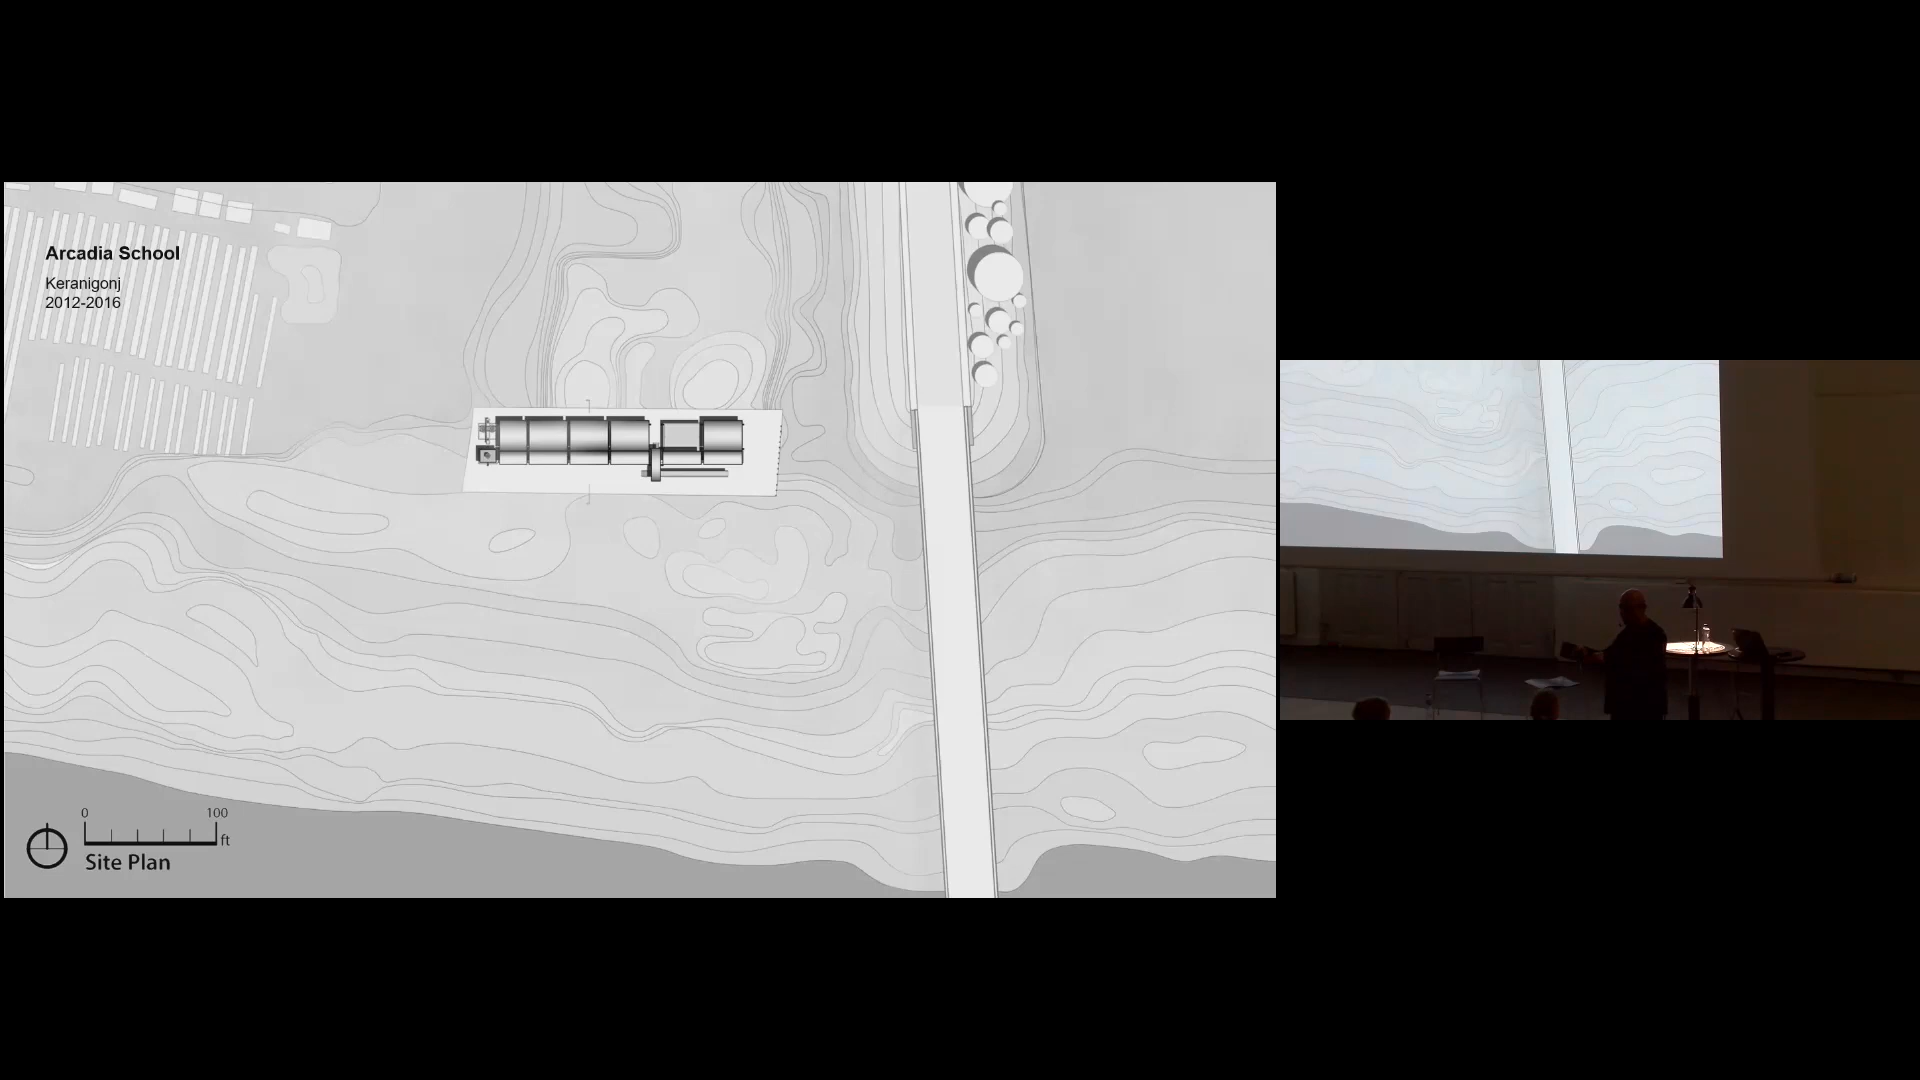 Arcadia School
Keranigonj
2012-2016
0 100
ft
Site Plan